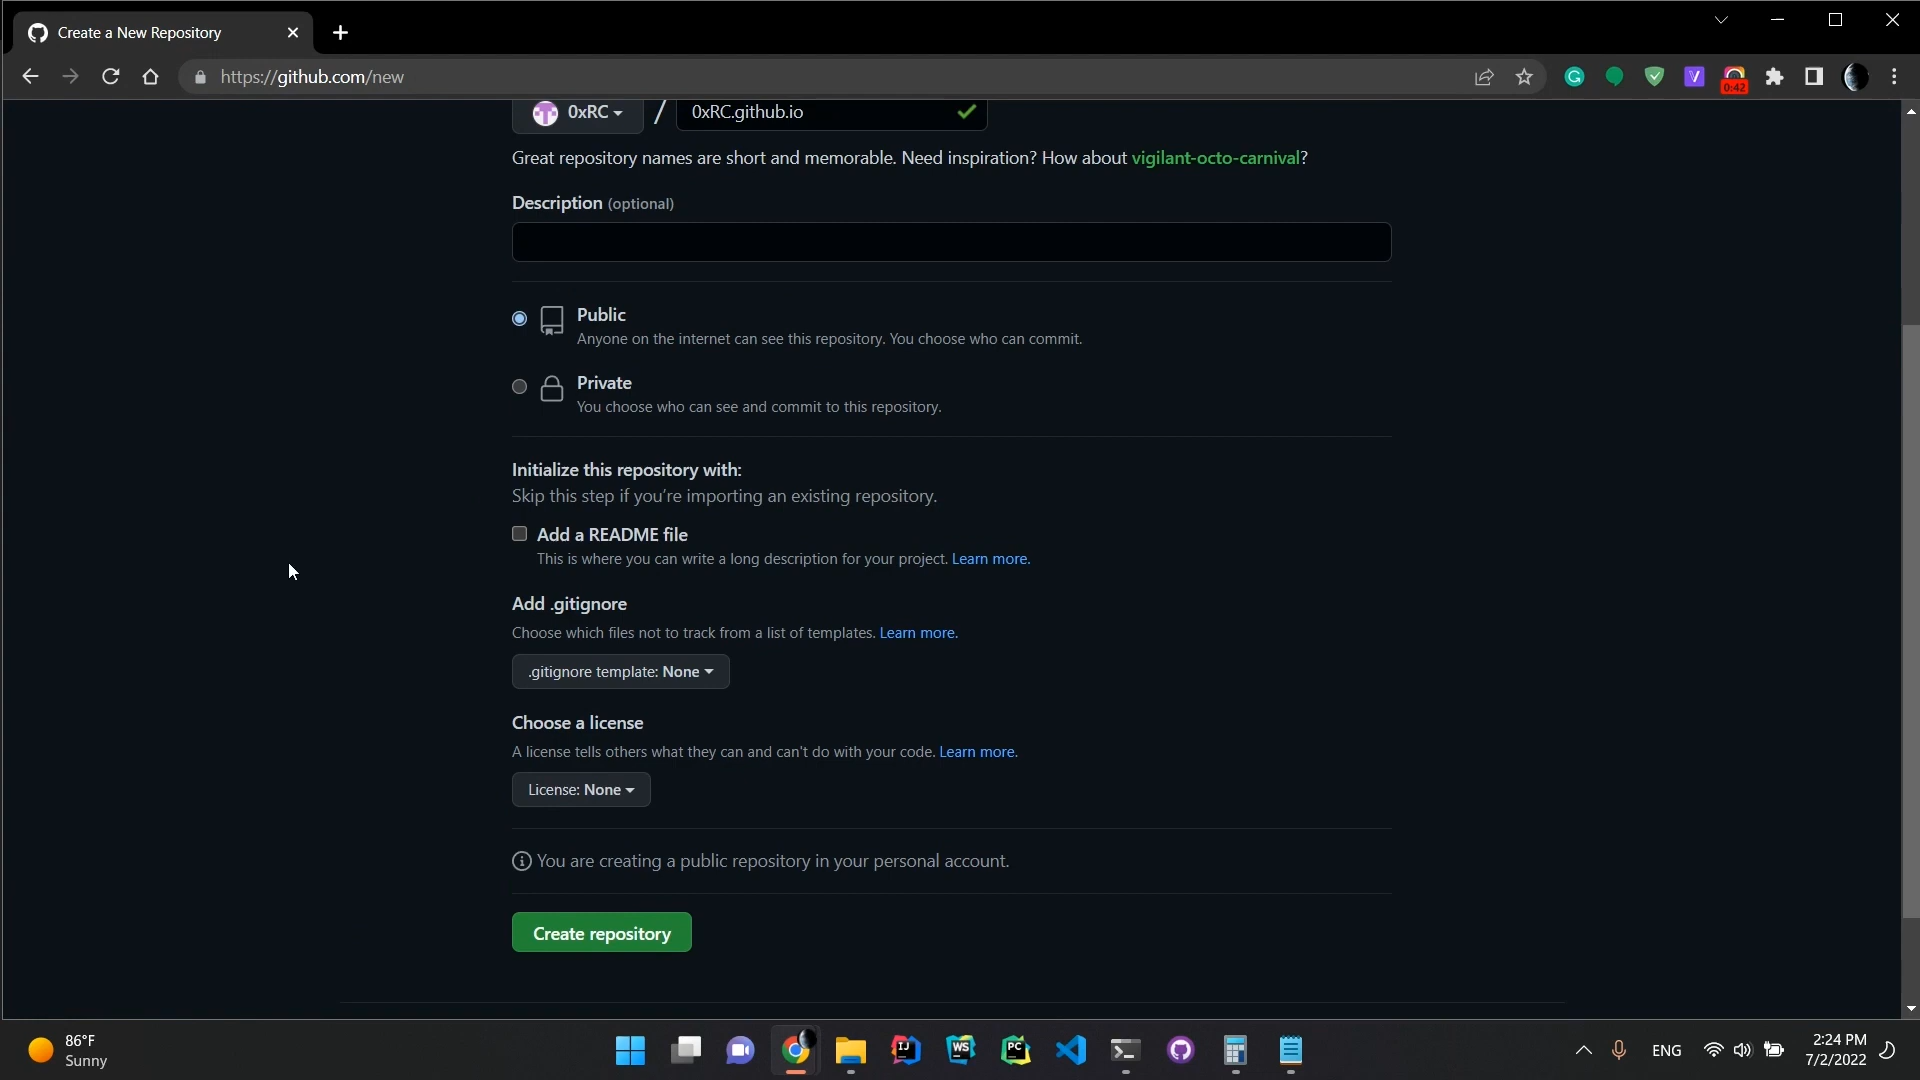 Create a New Repository
https://github.com/new
0:42
0xRC
/
0xRC.github.io
Great repository names are short and memorable. Need inspiration? How about vigilant-octo-carnival?
Description (optional)
Public
Anyone on the internet can see this repository. You choose who can commit.
Private
You choose who can see and commit to this repository.
Initialize this repository with:
Skip this step if you're importing an existing repository.
Add a README file
This is where you can write a long description for your project. Learn more.
Add .gitignore
Choose which files not to track from a list of templates. Learn more.
.gitignore template: None
Choose a license
A license tells others what they can and can't do with your code. Learn more.
License: None
You are creating a public repository in your personal account.
Create repository
86°F
Sunny
IJ
WS
PC
ENG
2:24 PM
7/2/2022